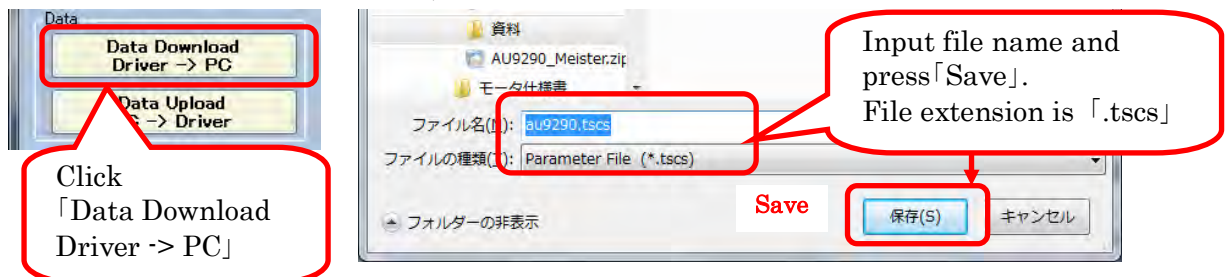 Data
Data Download
Driver -> PC
Data Upload
-> Driver
Click
「Data Download
Driver -> PC」
資料
AU9290_Meister.zip
モータ仕様書
ファイル名(N): au9290.tscs
ファイルの種類(T): Parameter File (*.tscs)
フォルダーの非表示
Save
保存(S)
キャンセル
Input file name and
press「Save」.
File extension is「.tscs」